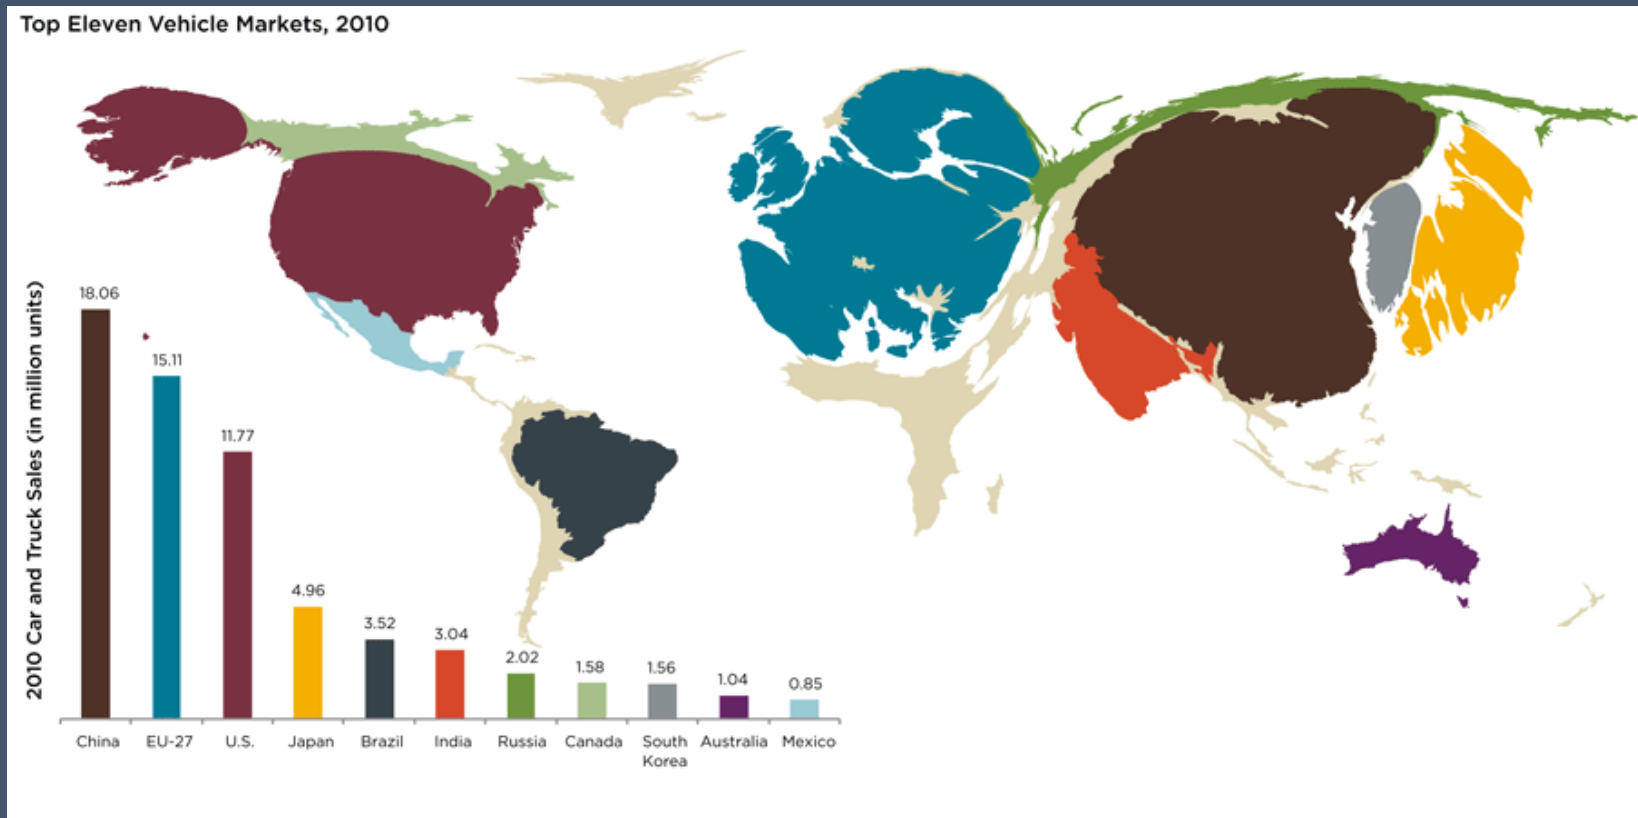 Top Eleven Vehicle Markets, 2010
2010 Car and Truck Sales (in million units)
18.06
15.11
11.77
4.96
3.52
3.04
2.02
1.58
1.56
1.04
0.85
China
EU-27
U.S.
Japan
Brazil
India
Russia
Canada
South
Korea
Australia
Mexico